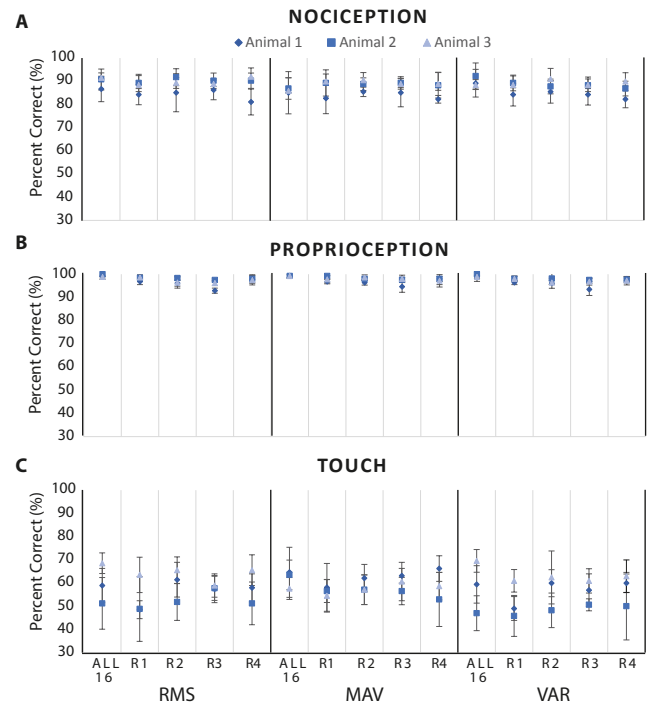 A
NOCICEPTION
Animal 1 Animal 2 Animal 3
Percent Correct (%)
100
90
80
70
60
50
40
30
B
PROPRIOCEPTION
Percent Correct (%)
100
90
80
70
60
50
40
30
C
TOUCH
Percent Correct (%)
100
90
80
70
60
50
40
30
ALL R1 R2 R3 R4 ALL R1 R2 R3 R4 ALL R1 R2 R3 R4
16 16 16
RMS MAV VAR